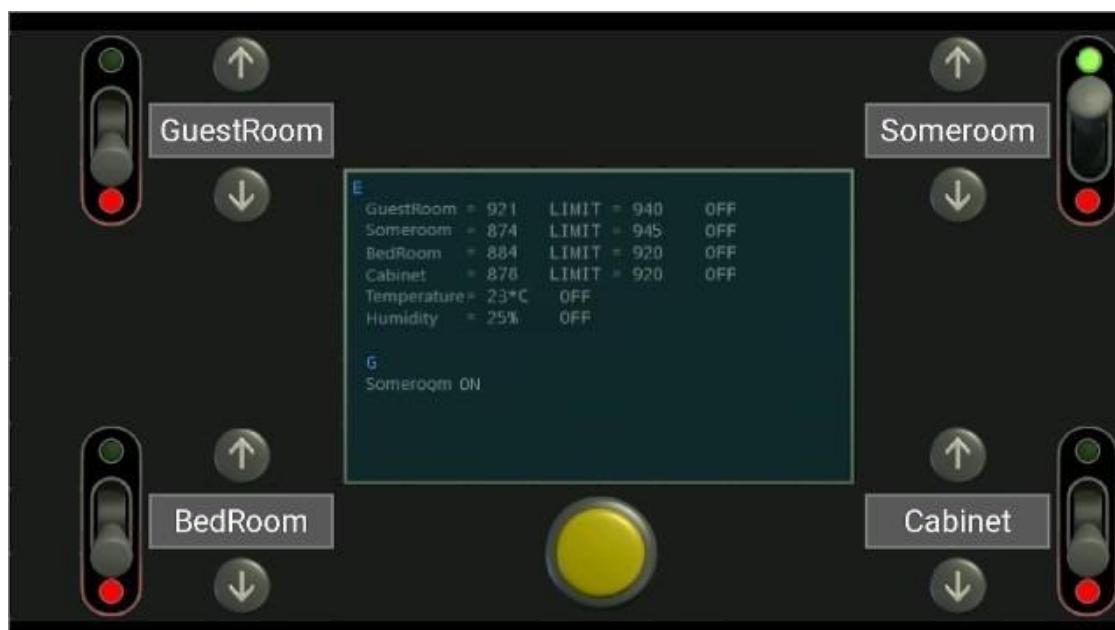 GuestRoom
Someroom
E
GuestRoom = 921 LIMIT = 940 OFF
Someroom = 874 LIMIT = 945 OFF
BedRoom = 884 LIMIT = 920 OFF
Cabinet = 878 LIMIT = 920 OFF
Temperature= 23*C OFF
Humidity = 25% OFF
G
Someroom ON
BedRoom
Cabinet